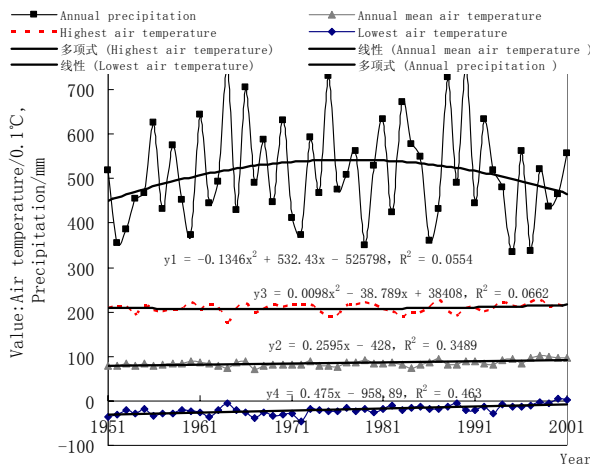 Annual precipitation
Annual mean air temperature
Highest air temperature
Lowest air temperature
多项式 (Highest air temperature)
线性 (Annual mean air temperature )
线性 (Lowest air temperature)
多项式 (Annual precipitation )
Value:Air temperature/0.1℃,
Precipitation/mm
700
600
500
400
300
200
100
0
-100
y1 = -0.1346x² + 532.43x - 525798, R² = 0.0554
y3 = 0.0098x² - 38.789x + 38408, R² = 0.0662
y2 = 0.2595x - 428, R² = 0.3489
y4 = 0.475x - 958.89, R² = 0.463
1951
1961
1971
1981
1991
2001
Year